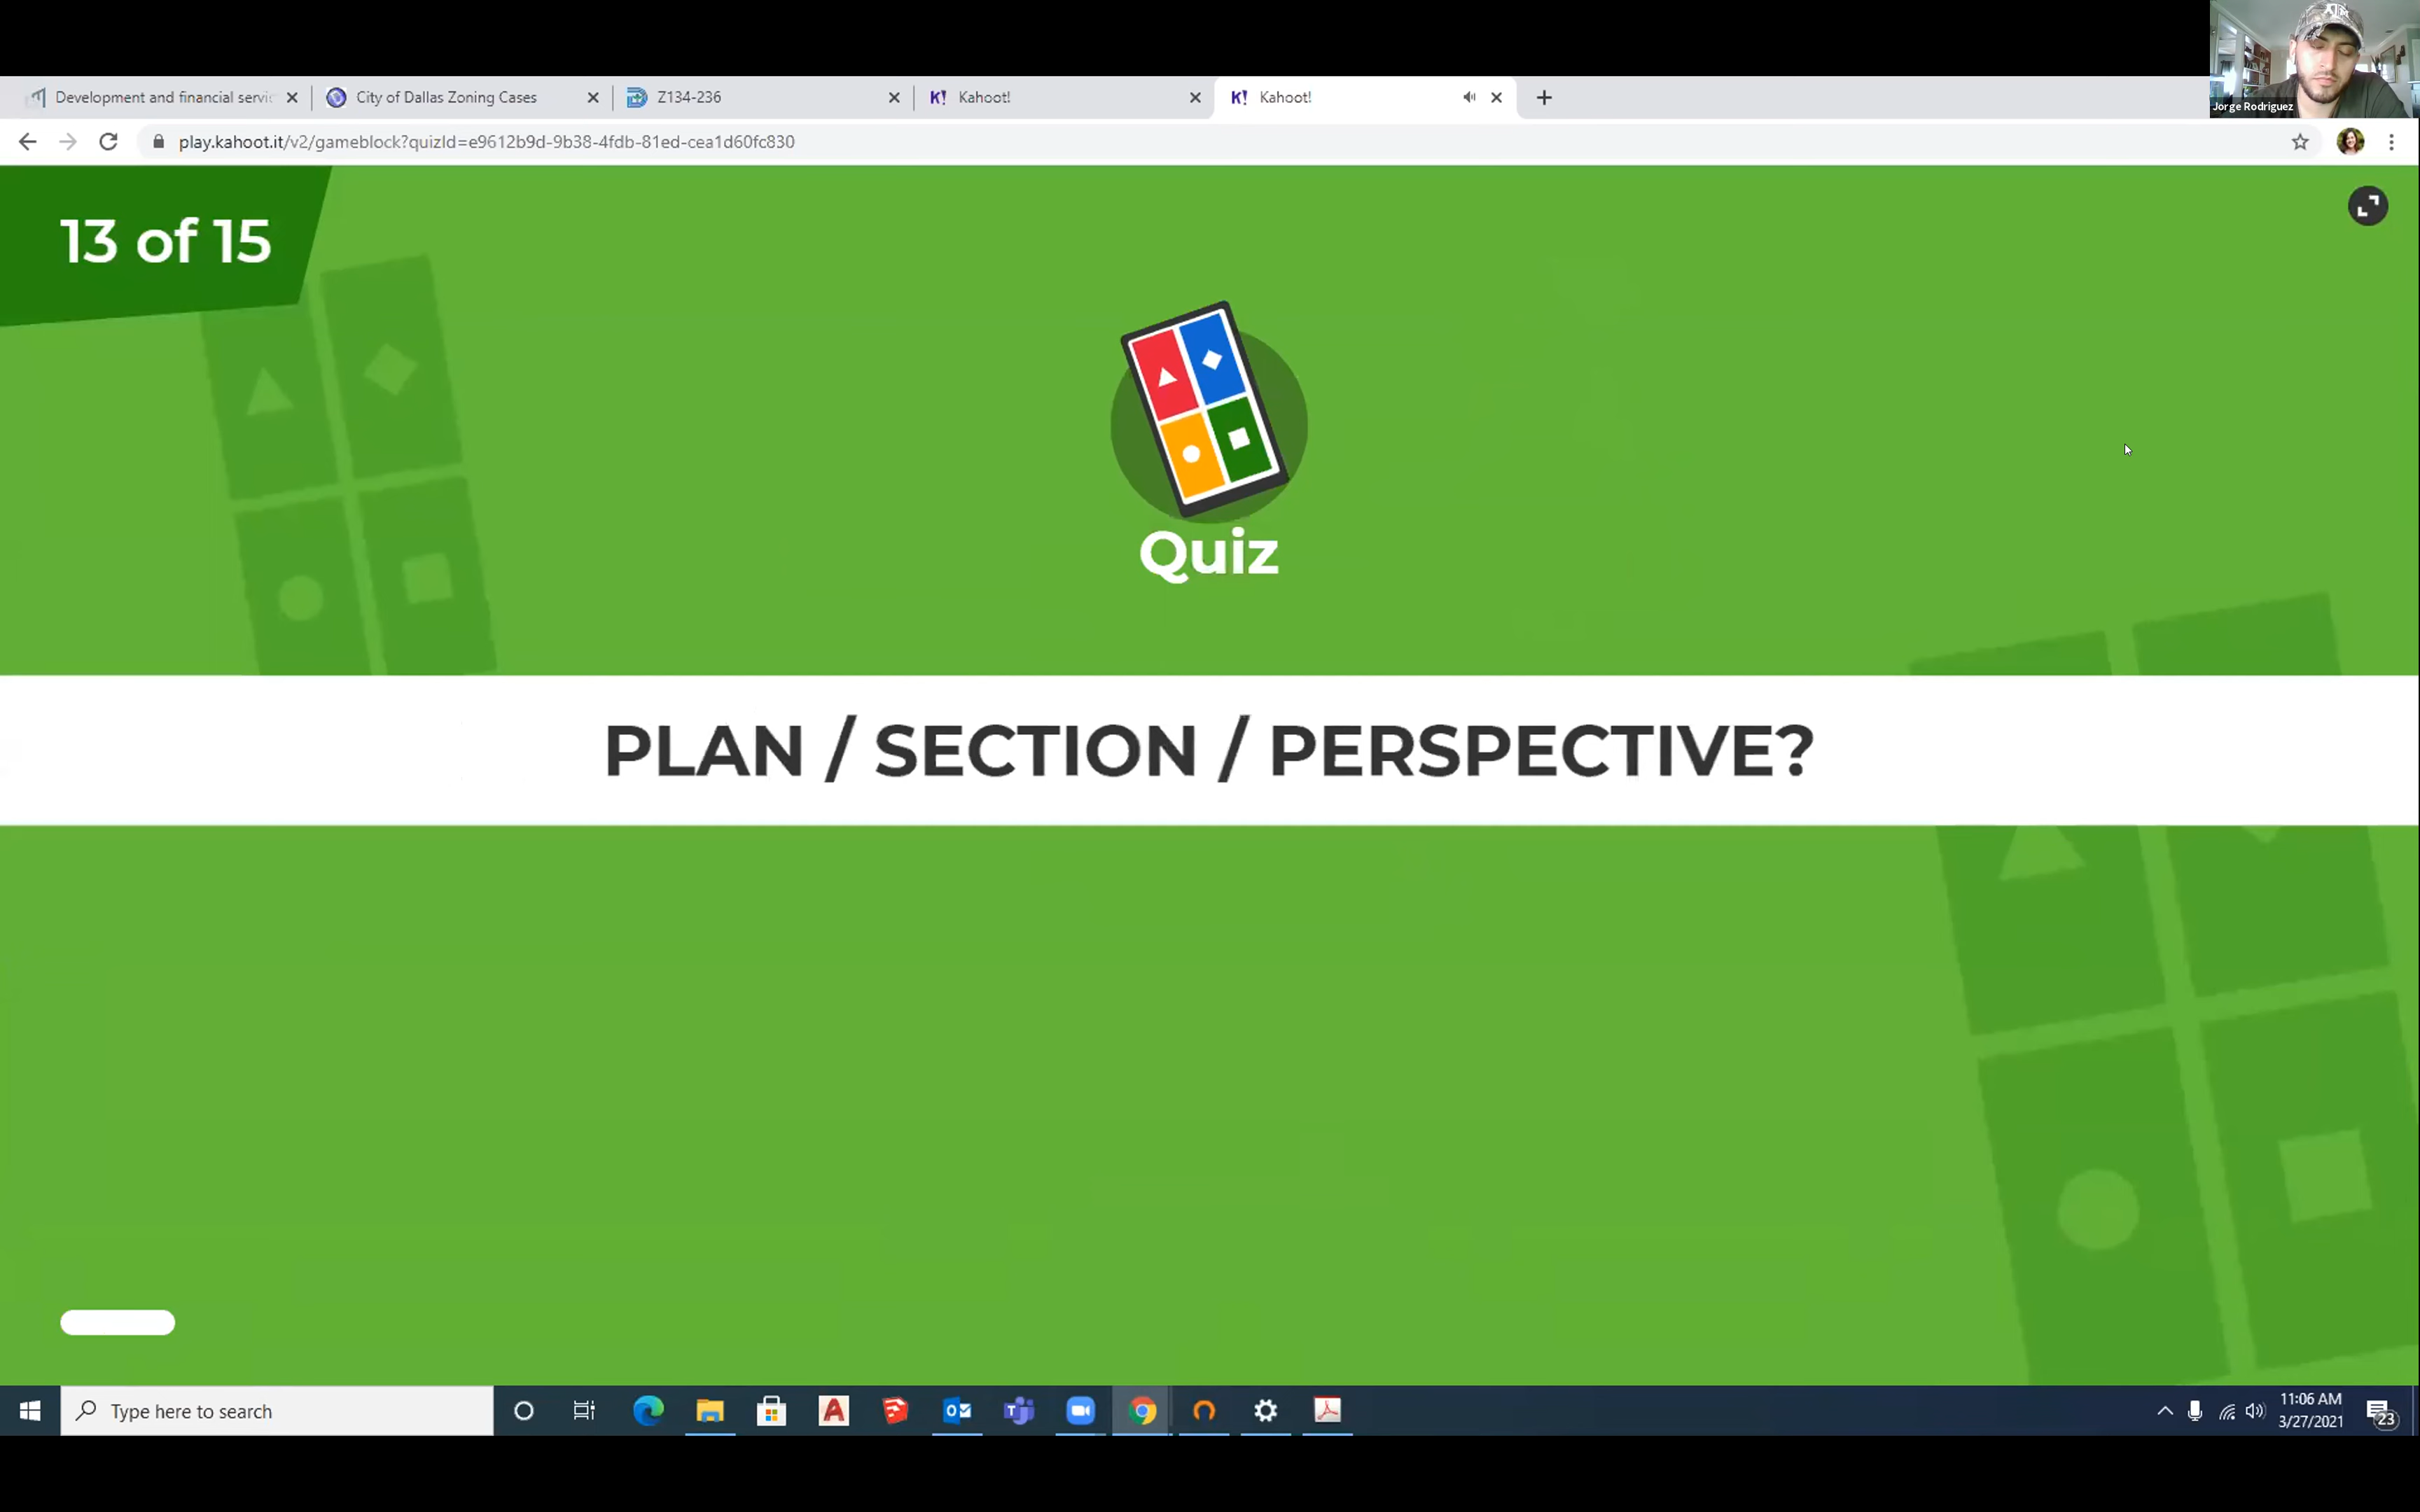 Development and financial servic
City of Dallas Zoning Cases
Z134-236
K! Kahoot!
K! Kahoot!
Jorge Rodriguez
play.kahoot.it/v2/gameblock?quizId=e9612b9d-9b38-4fdb-81ed-cea1d60fc830
13 of 15
Quiz
PLAN / SECTION / PERSPECTIVE?
Type here to search
11:06 AM
3/27/2021
23